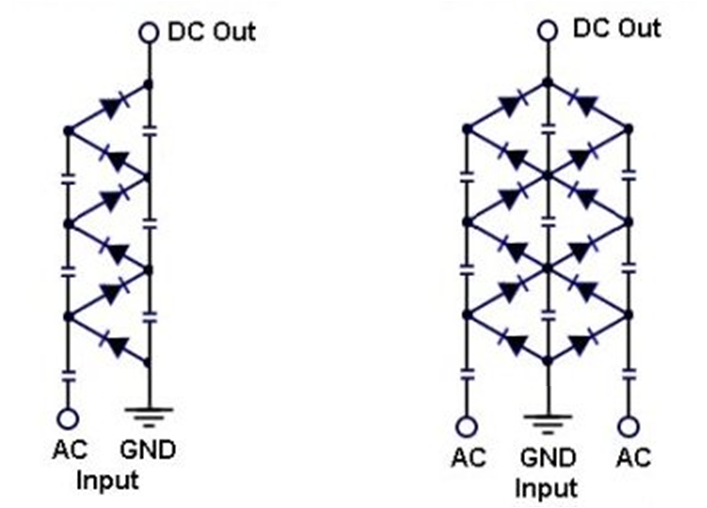 DC Out
AC GND
Input
DC Out
AC GND AC
Input